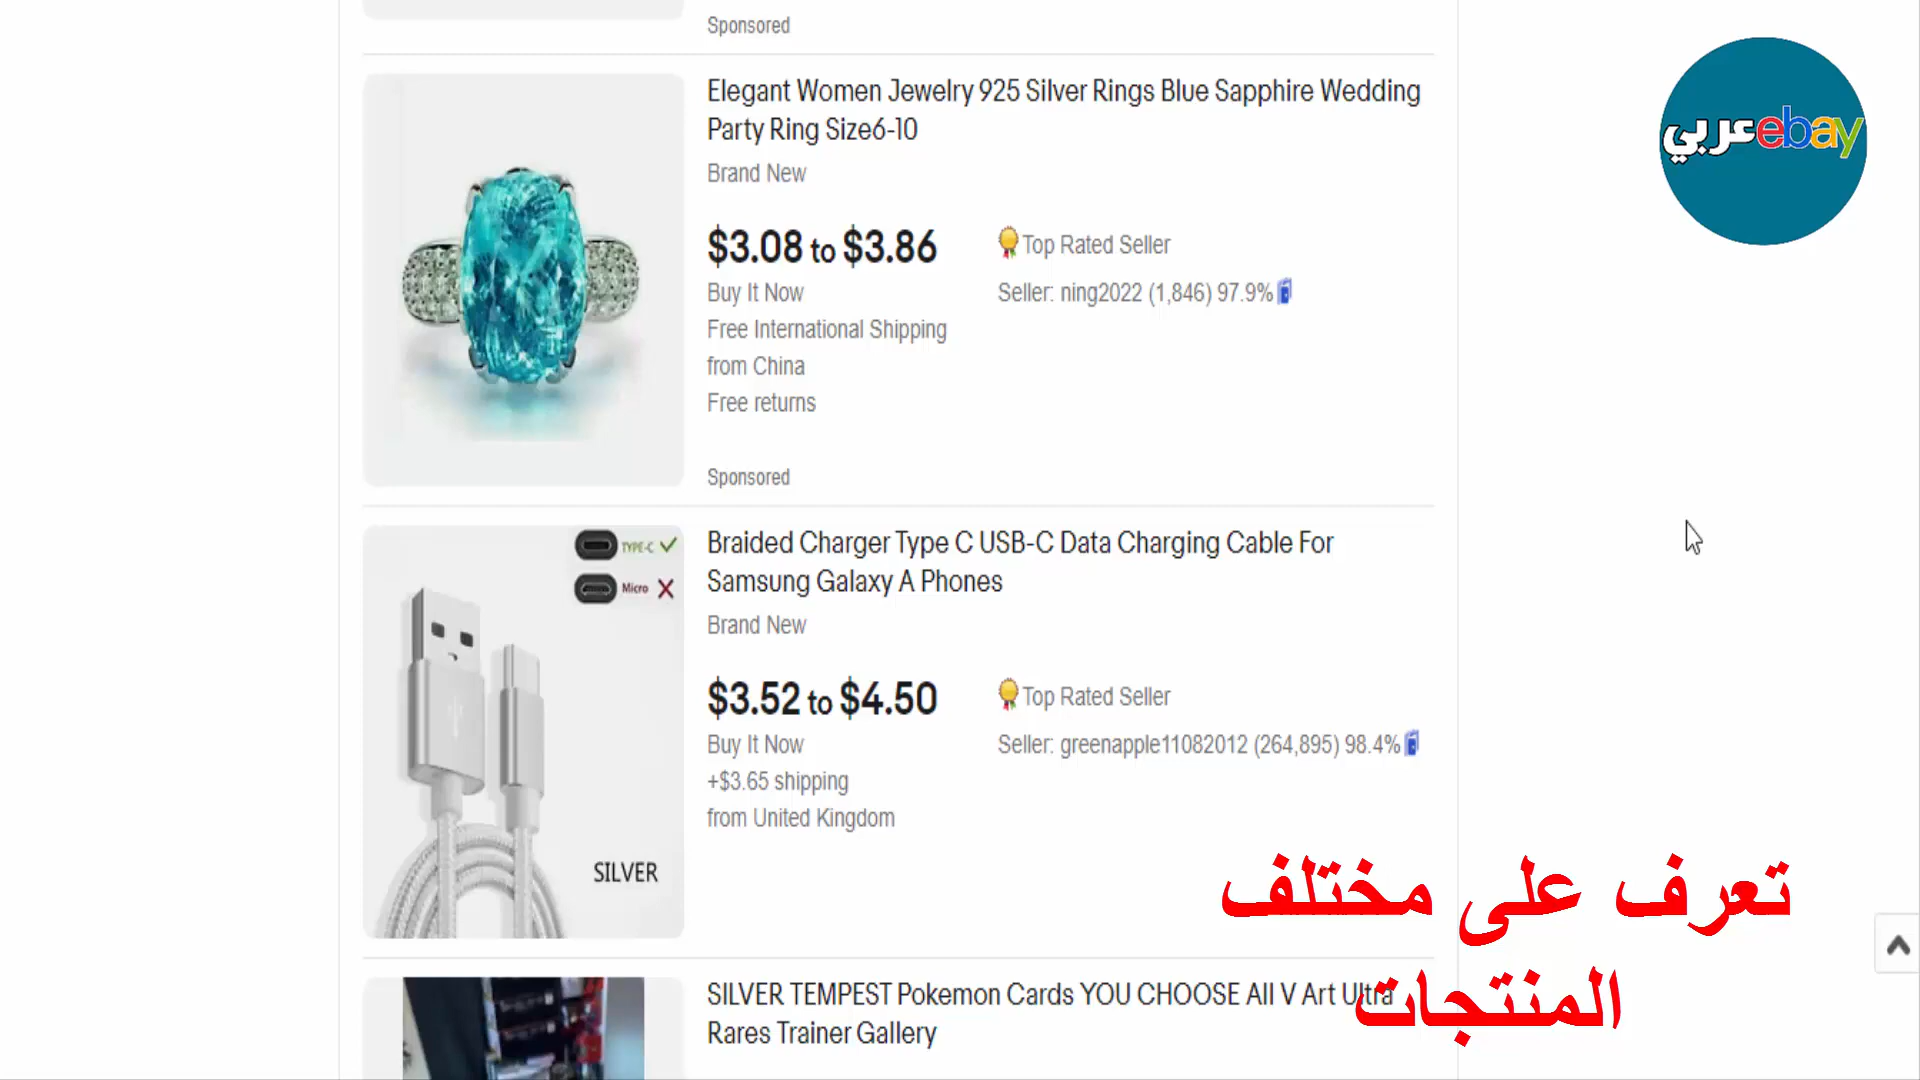 Sponsored
Elegant Women Jewelry 925 Silver Rings Blue Sapphire Wedding
Party Ring Size6-10
Brand New
$3.08 to $3.86
Top Rated Seller
Buy It Now
Seller: ning2022 (1,846) 97.9%
Free International Shipping
from China
Free returns
Sponsored
عربي ebay
TYPE-C
Micro
SILVER
Braided Charger Type C USB-C Data Charging Cable For
Samsung Galaxy A Phones
Brand New
$3.52 to $4.50
Top Rated Seller
Buy It Now
Seller: greenapple11082012 (264,895) 98.4%
+$3.65 shipping
from United Kingdom
تعرف على مختلف
المنتجات
SILVER TEMPEST Pokemon Cards YOU CHOOSE All V Art Ultra
Rares Trainer Gallery